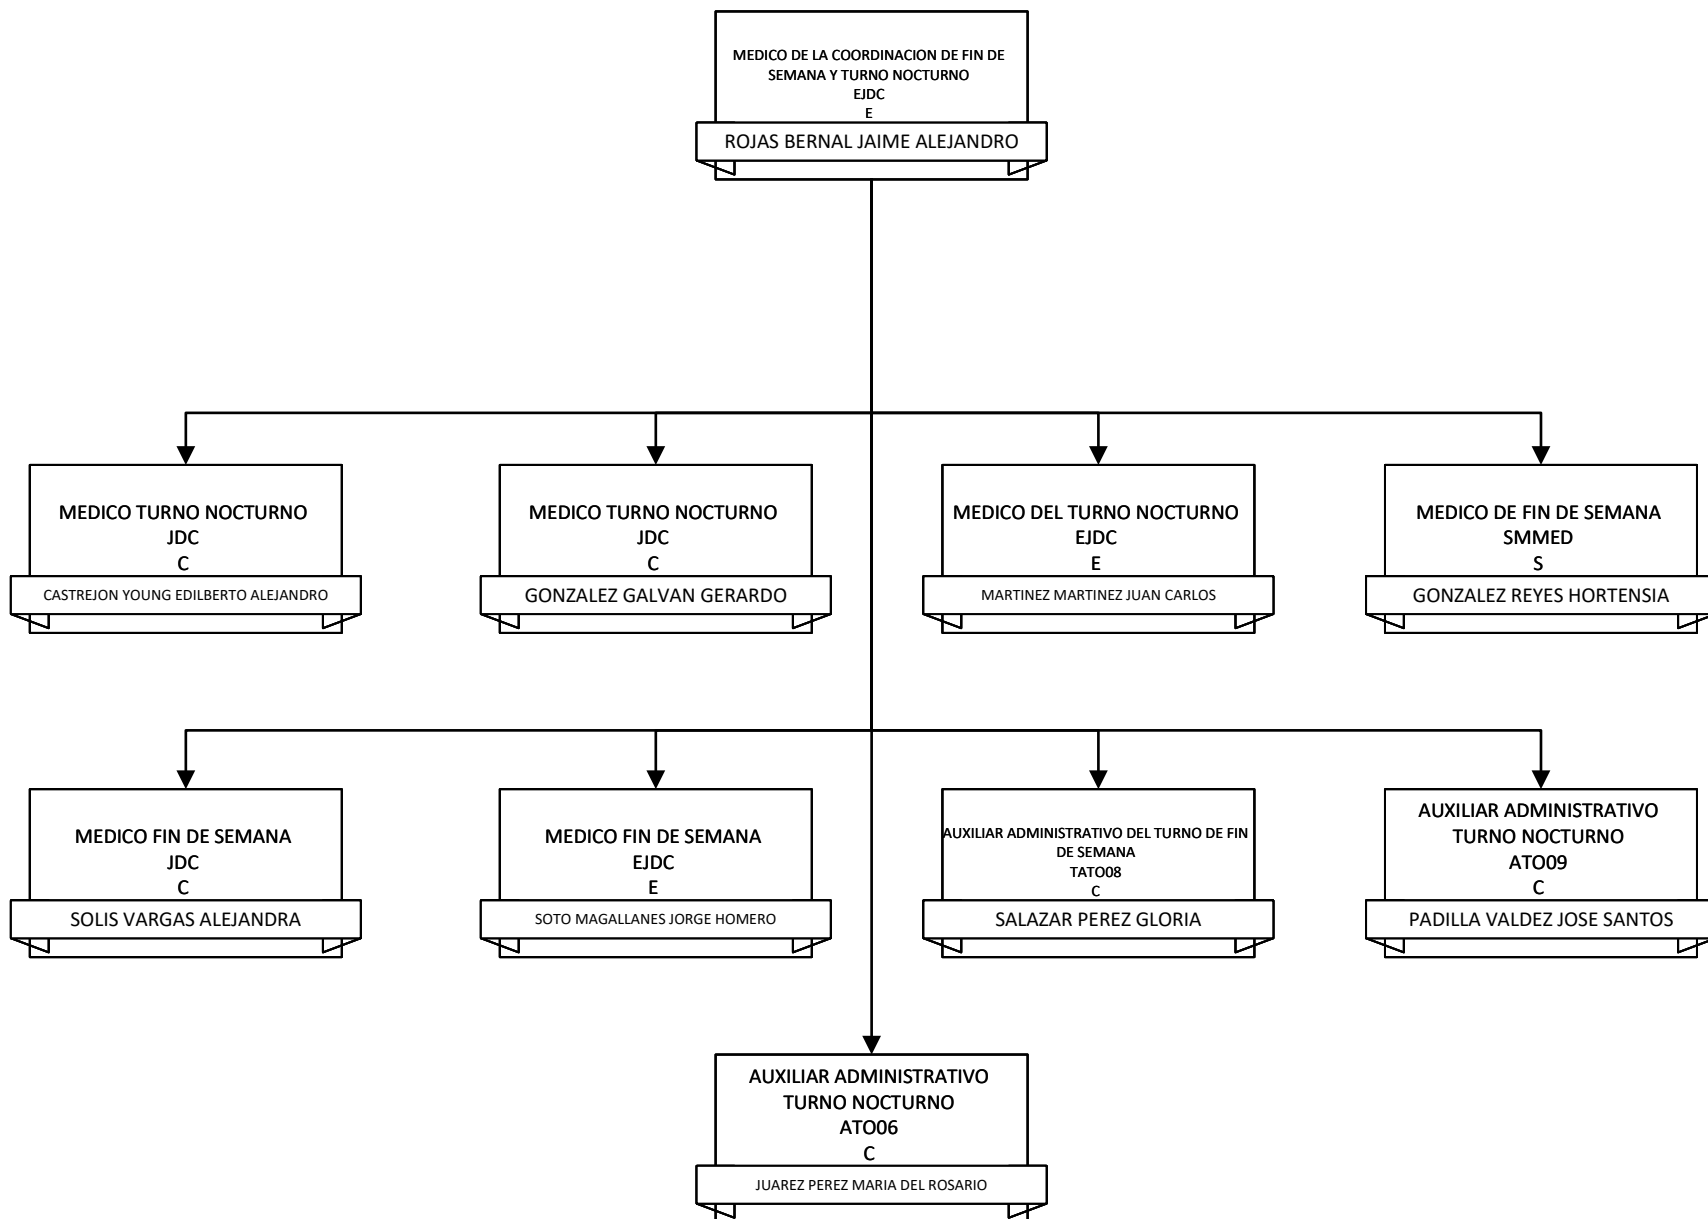 MEDICO DE LA COORDINACION DE FIN DE
SEMANA Y TURNO NOCTURNO
EJDC
E
ROJAS BERNAL JAIME ALEJANDRO
MEDICO TURNO NOCTURNO
JDC
C
CASTREJON YOUNG EDILBERTO ALEJANDRO
MEDICO TURNO NOCTURNO
JDC
C
GONZALEZ GALVAN GERARDO
MEDICO DEL TURNO NOCTURNO
EJDC
E
MARTINEZ MARTINEZ JUAN CARLOS
MEDICO DE FIN DE SEMANA
SMMED
S
GONZALEZ REYES HORTENSIA
MEDICO FIN DE SEMANA
JDC
C
SOLIS VARGAS ALEJANDRA
MEDICO FIN DE SEMANA
EJDC
E
SOTO MAGALLANES JORGE HOMERO
AUXILIAR ADMINISTRATIVO DEL TURNO DE FIN
DE SEMANA
TATO08
C
SALAZAR PEREZ GLORIA
AUXILIAR ADMINISTRATIVO
TURNO NOCTURNO
ATO09
C
PADILLA VALDEZ JOSE SANTOS
AUXILIAR ADMINISTRATIVO
TURNO NOCTURNO
ATO06
C
JUAREZ PEREZ MARIA DEL ROSARIO